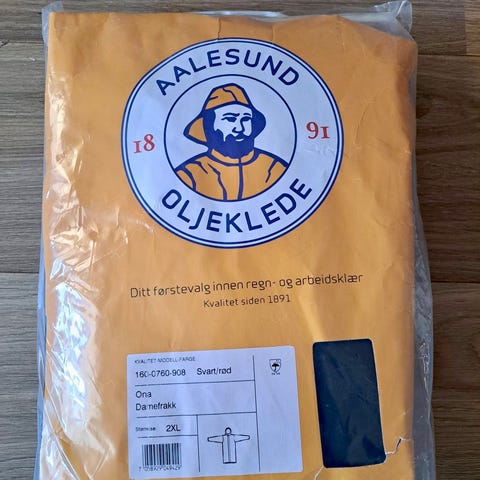 AALESUND
18 91
OLJEKLEDE
Ditt førstevalg innen regn- og arbeidsklær
Kvalitet siden 1891
KVALITET-MODELL-FARGE
160-0760-908 Svart/rød
Ona
Damefrakk
Størrelse: 2XL